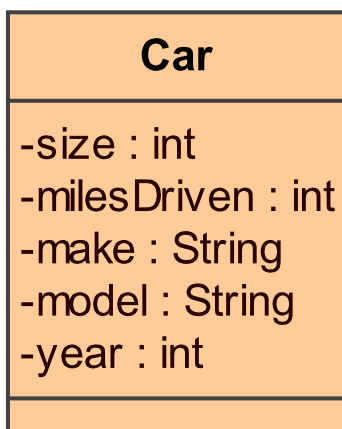 Car
-size : int
-milesDriven : int
-make : String
-model : String
-year : int